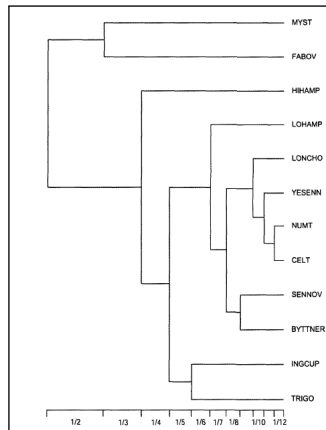 MYST
FABOV
HIHAMP
LOHAMP
LONCHO
YESENN
NUMT
CELT
SENNOV
BYTTNER
INGCUP
TRIGO
1/2 1/3 1/4 1/5 1/6 1/7 1/8 1/10 1/12